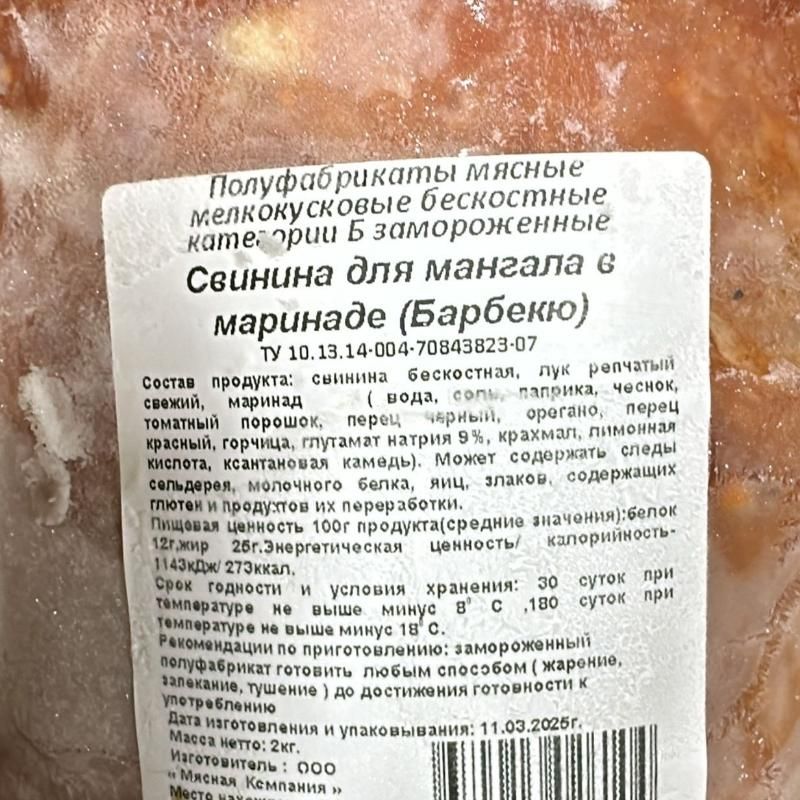 Полуфабрикаты мясные
мелкокусковые бескостные
категории Б замороженные
Свинина для мангала в
маринаде (Барбекю)
ТУ 10.13.14-004-70843823-07
Состав продукта: свинина бескостная, лук репчатый
свежий, маринад ( вода, соль, паприка, чеснок,
томатный порошок, перец черный, орегано, перец
красный, горчица, глутамат натрия 9%, крахмал, лимонная
кислота, ксантановая камедь). Может содержать следы
сельдерея, молочного белка, яиц, злаков, содержащих
глютен и продуктов их переработки.
Пищевая ценность 100г продукта(средние значения):белок
12г,жир 25г.Энергетическая ценность/ калорийность-
1143кДж/ 273ккал.
Срок годности и условия хранения: 30 суток при
температуре не выше минус 8⁰ С ,180 суток при
температуре не выше минус 18⁰ С.
Рекомендации по приготовлению: замороженный
полуфабрикат готовить любым способом ( жарение,
запекание, тушение ) до достижения готовности к
употреблению
Дата изготовления и упаковывания: 11.03.2025г.
Масса нетто: 2кг.
Изготовитель : ООО
« Мясная Компания »
Место